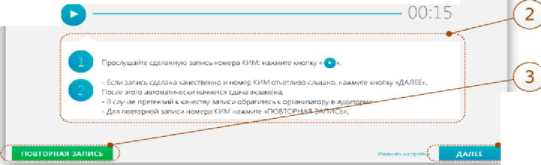 00:15
2
1 Прослушайте сделанную запись номера КИМ: нажмите кнопку « ».
2 - Если запись сделана качественно и номер КИМ отчетливо слышно, нажмите кнопку «ДАЛЕЕ».
После этого автоматически начнется сдача экзамена.
- В случае претензий к качеству записи обратитесь к организатору в аудитории.
- Для повторной записи номера КИМ нажмите «ПОВТОРНАЯ ЗАПИСЬ».
3
ПОВТОРНАЯ ЗАПИСЬ
Изменить настройки
ДАЛЕЕ